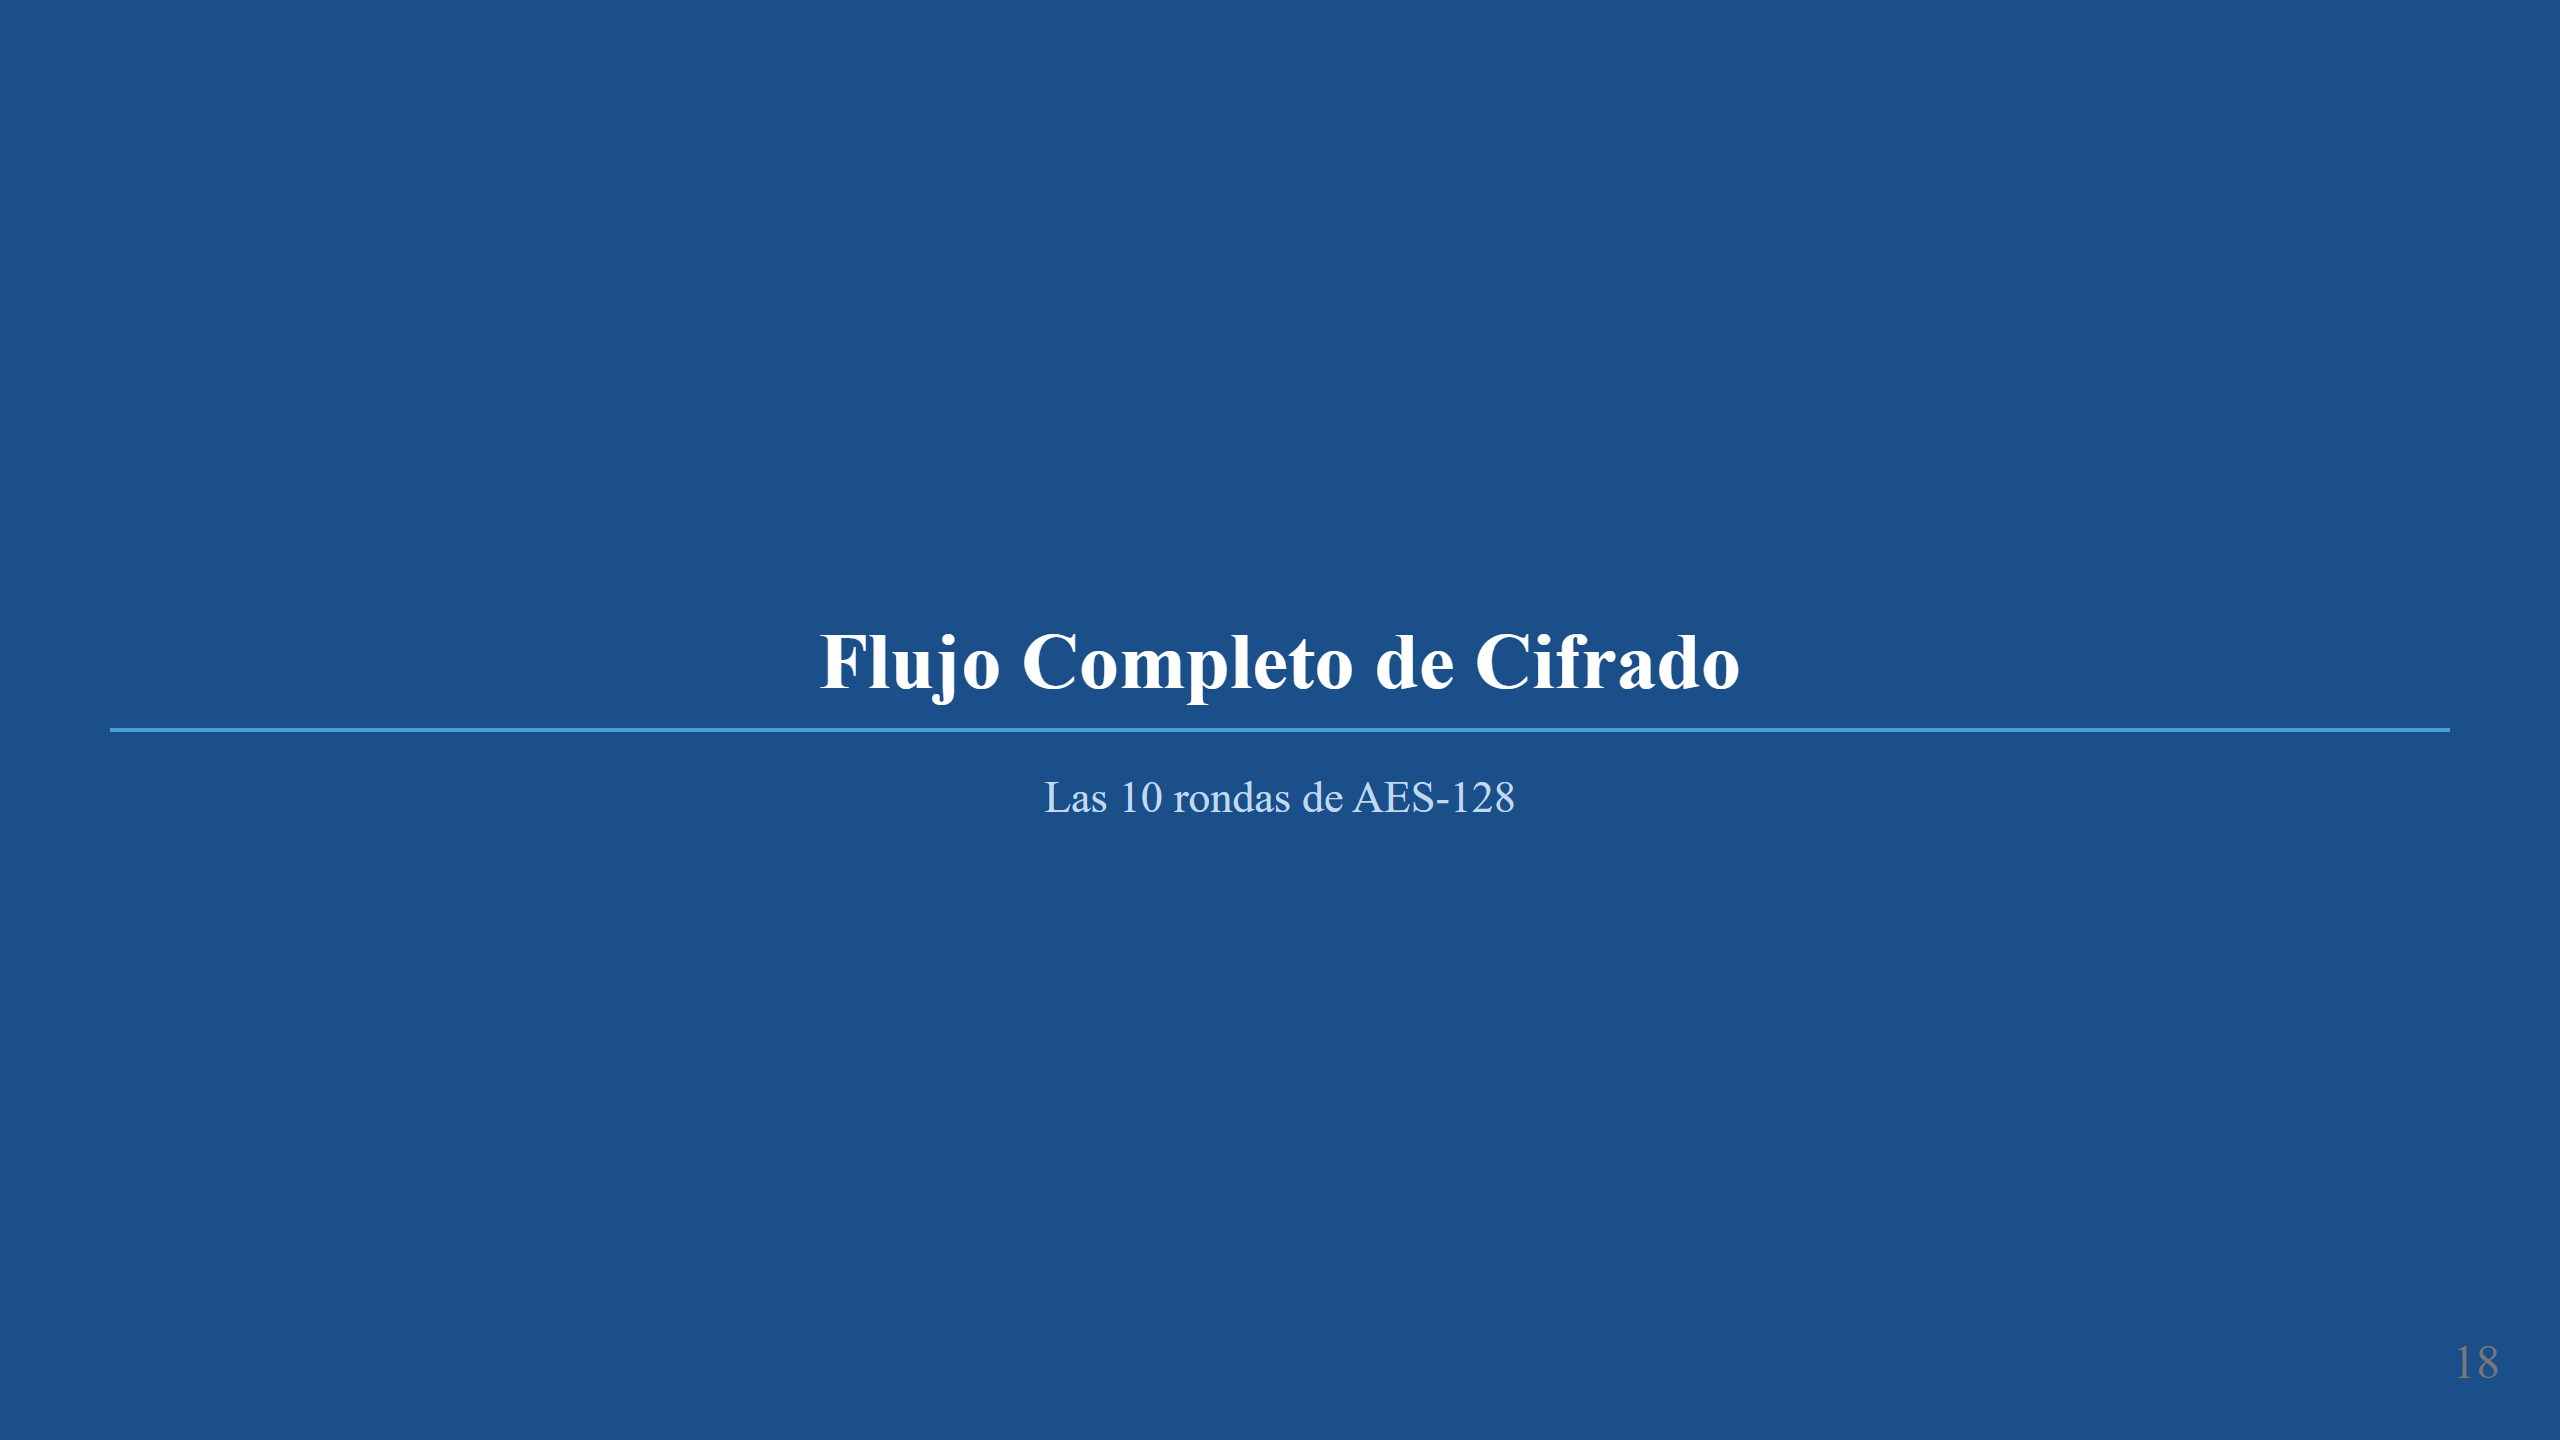 Flujo Completo de Cifrado
Las 10 rondas de AES-128
18